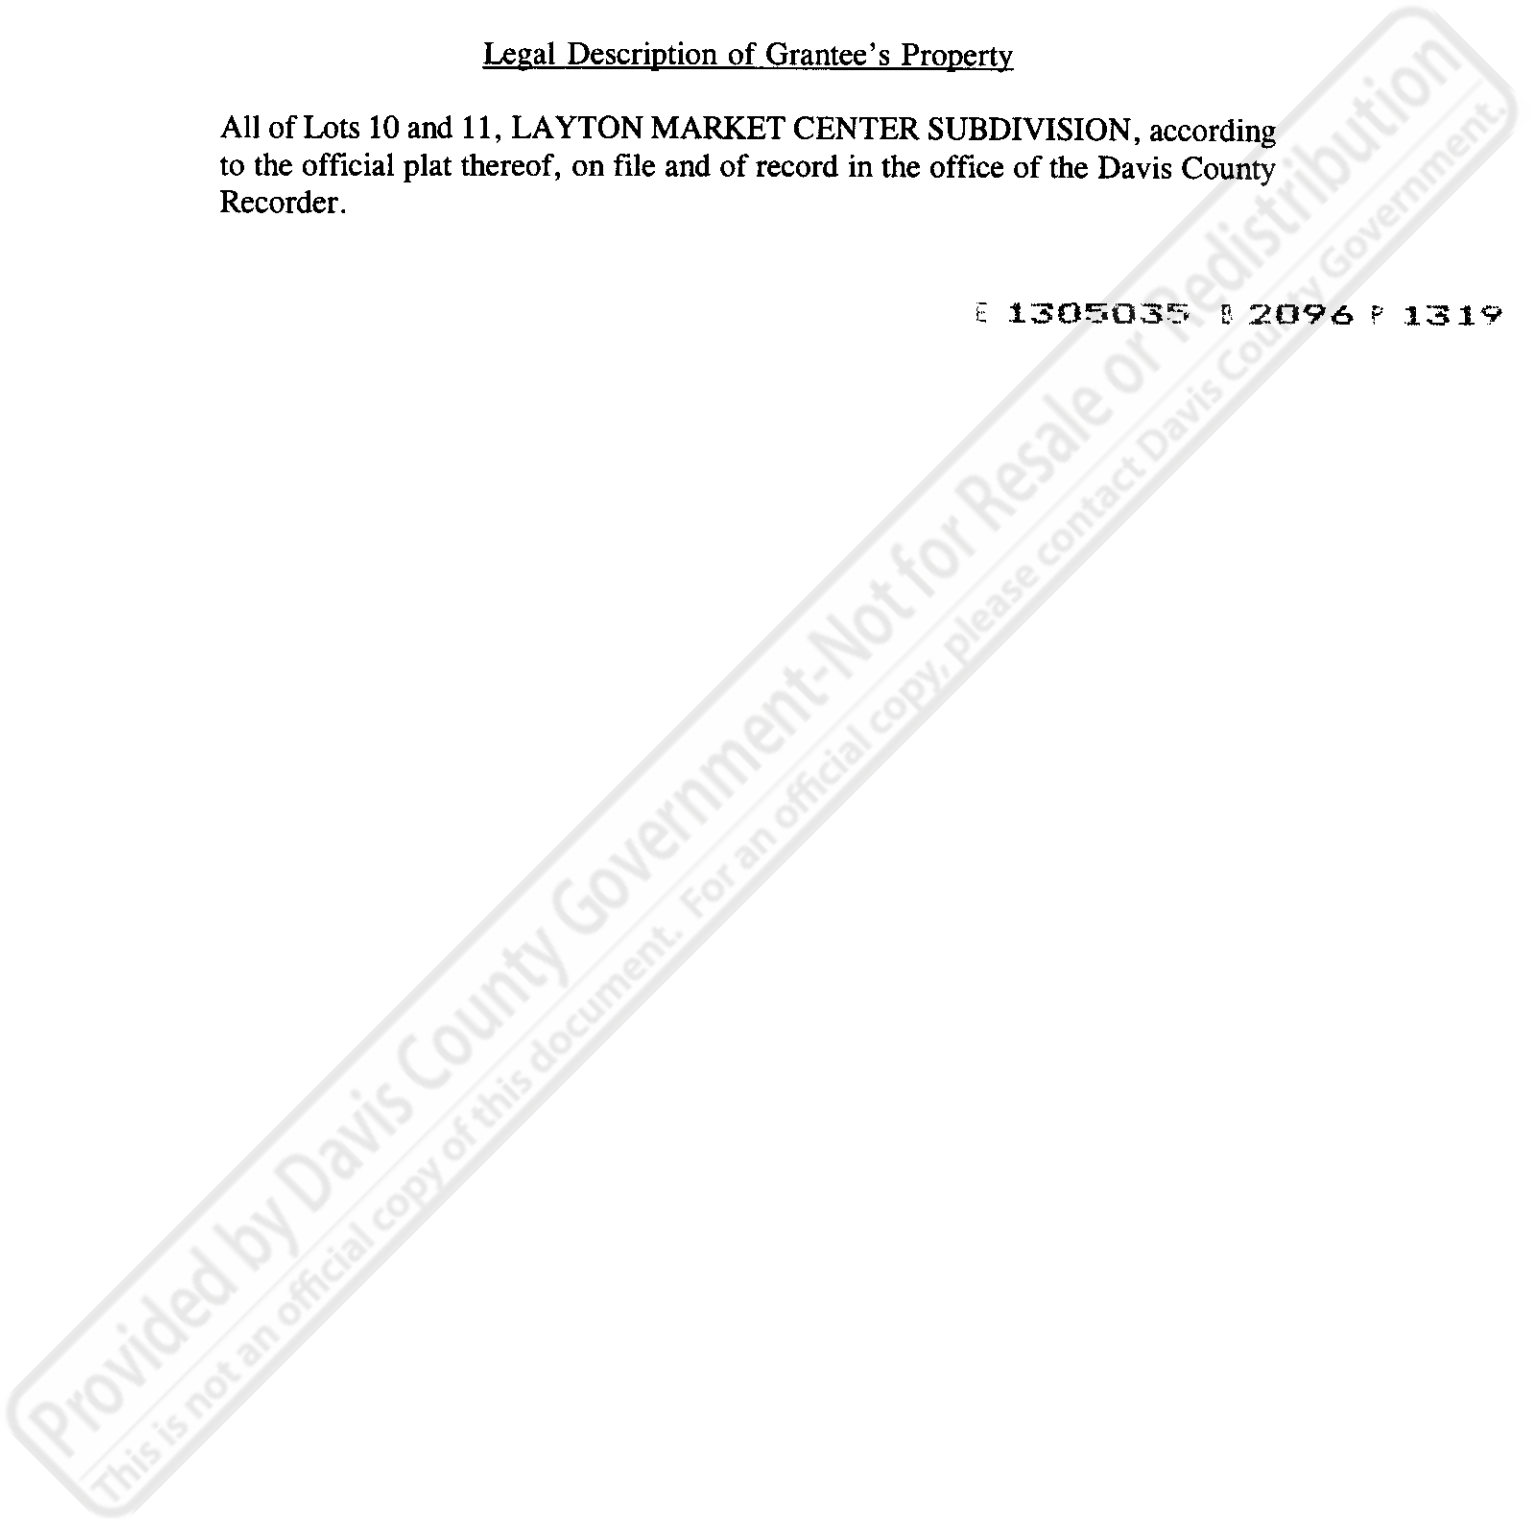 Legal Description of Grantee's Property
All of Lots 10 and 11, LAYTON MARKET CENTER SUBDIVISION, according
to the official plat thereof, on file and of record in the office of the Davis County
Recorder.
E 1305035 B 2096 P 1319
Provided by Davis County Government-Not for Resale or Redistribution
This is not an official copy of this document. For an official copy, please contact Davis County Government.